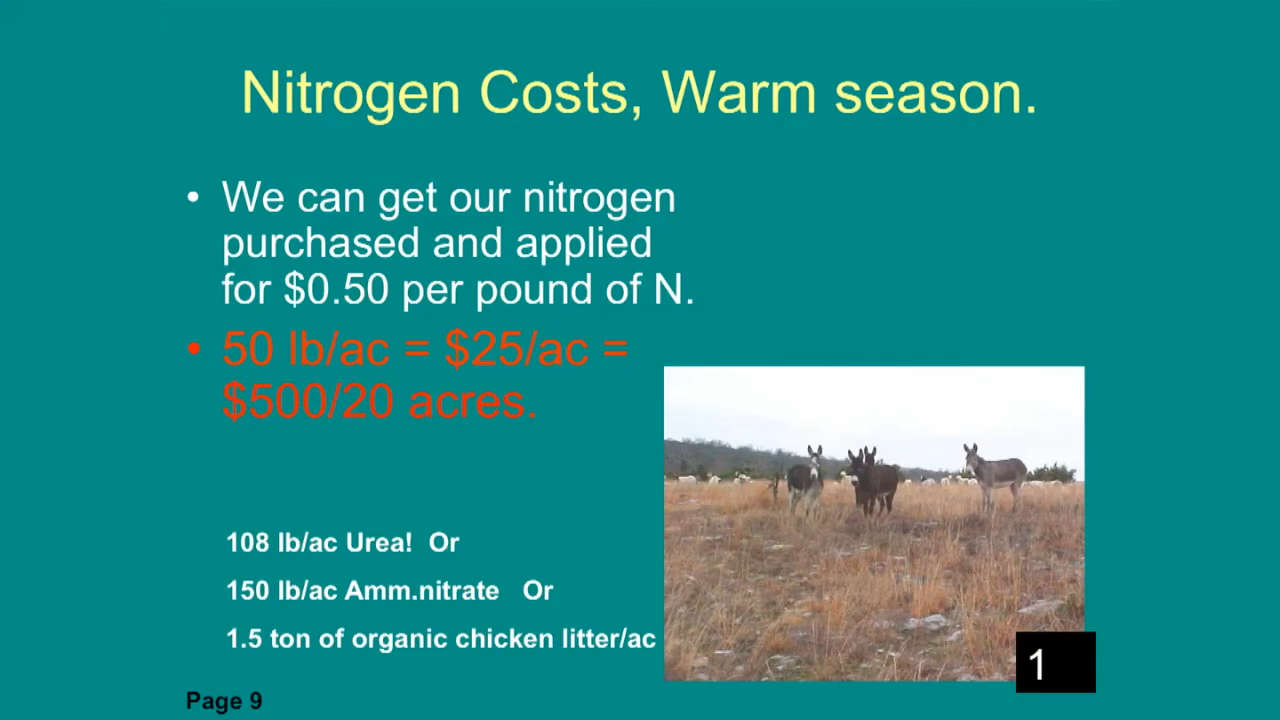 Nitrogen Costs, Warm season.
• We can get our nitrogen
purchased and applied
for $0.50 per pound of N.
• 50 lb/ac = $25/ac =
$500/20 acres.
108 lb/ac Urea! Or
150 lb/ac Amm.nitrate Or
1.5 ton of organic chicken litter/ac
1
Page 9